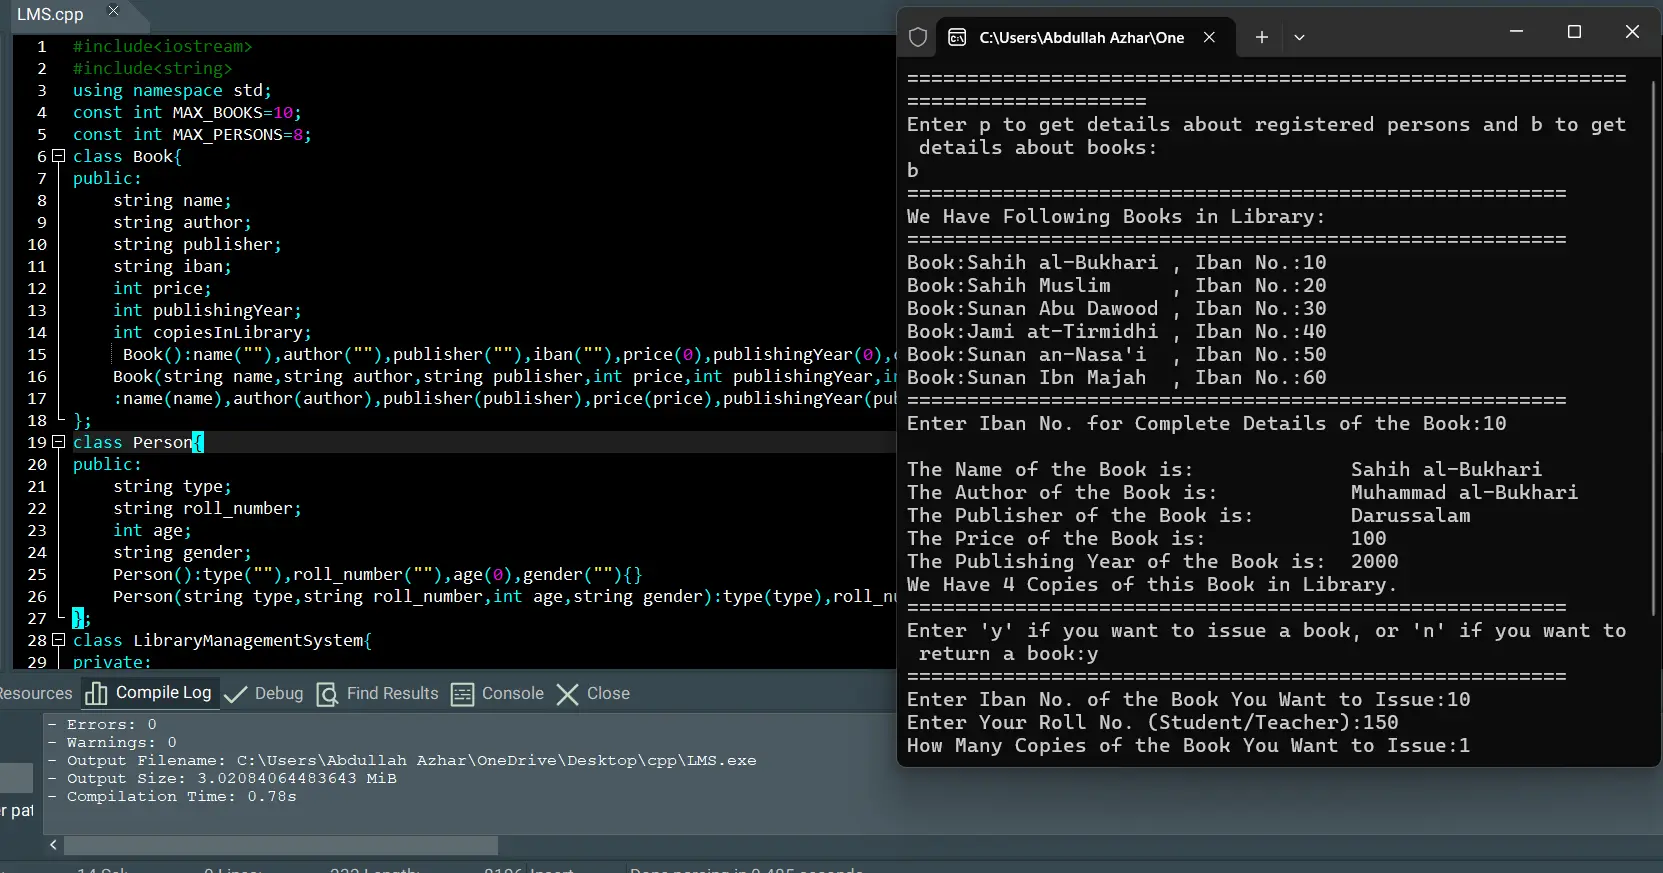 LMS.cpp
1 #include<iostream>
2 #include<string>
3 using namespace std;
4 const int MAX_BOOKS=10;
5 const int MAX_PERSONS=8;
6 class Book{
7 public:
8 string name;
9 string author;
10 string publisher;
11 string iban;
12 int price;
13 int publishingYear;
14 int copiesInLibrary;
15 Book():name(""),author(""),publisher(""),iban(""),price(0),publishingYear(0),
16 Book(string name,string author,string publisher,int price,int publishingYear,in
17 :name(name),author(author),publisher(publisher),price(price),publishingYear(pub
18 };
19 class Person{
20 public:
21 string type;
22 string roll_number;
23 int age;
24 string gender;
25 Person():type(""),roll_number(""),age(0),gender(""){}
26 Person(string type,string roll_number,int age,string gender):type(type),roll_nu
27 };
28 class LibraryManagementSystem{
29 private:
Resources Compile Log Debug Find Results Console Close
- Errors: 0
- Warnings: 0
- Output Filename: C:\Users\Abdullah Azhar\OneDrive\Desktop\cpp\LMS.exe
- Output Size: 3.02084064483643 MiB
- Compilation Time: 0.78s
er pat
C:\Users\Abdullah Azhar\One
============================================================
====================
Enter p to get details about registered persons and b to get
details about books:
b
=======================================================
We Have Following Books in Library:
=======================================================
Book:Sahih al-Bukhari , Iban No.:10
Book:Sahih Muslim , Iban No.:20
Book:Sunan Abu Dawood , Iban No.:30
Book:Jami at-Tirmidhi , Iban No.:40
Book:Sunan an-Nasa'i , Iban No.:50
Book:Sunan Ibn Majah , Iban No.:60
=======================================================
Enter Iban No. for Complete Details of the Book:10
The Name of the Book is: Sahih al-Bukhari
The Author of the Book is: Muhammad al-Bukhari
The Publisher of the Book is: Darussalam
The Price of the Book is: 100
The Publishing Year of the Book is: 2000
We Have 4 Copies of this Book in Library.
=======================================================
Enter 'y' if you want to issue a book, or 'n' if you want to
return a book:y
=======================================================
Enter Iban No. of the Book You Want to Issue:10
Enter Your Roll No. (Student/Teacher):150
How Many Copies of the Book You Want to Issue:1